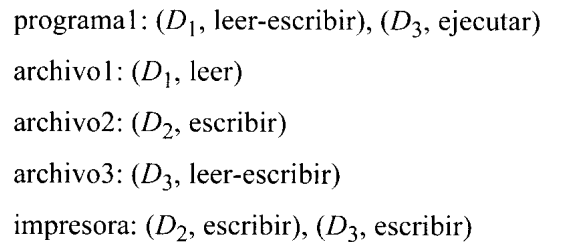 programa1: (D₁, leer-escribir), (D₃, ejecutar)
archivo1: (D₁, leer)
archivo2: (D₂, escribir)
archivo3: (D₃, leer-escribir)
impresora: (D₂, escribir), (D₃, escribir)